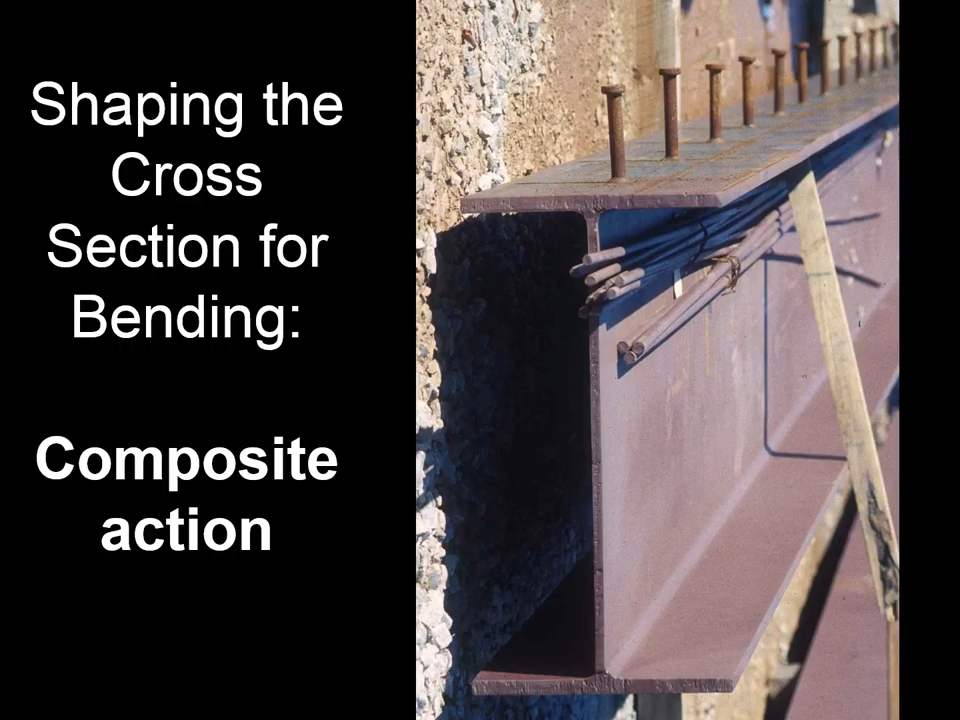 Shaping the
Cross
Section for
Bending:
Composite
action